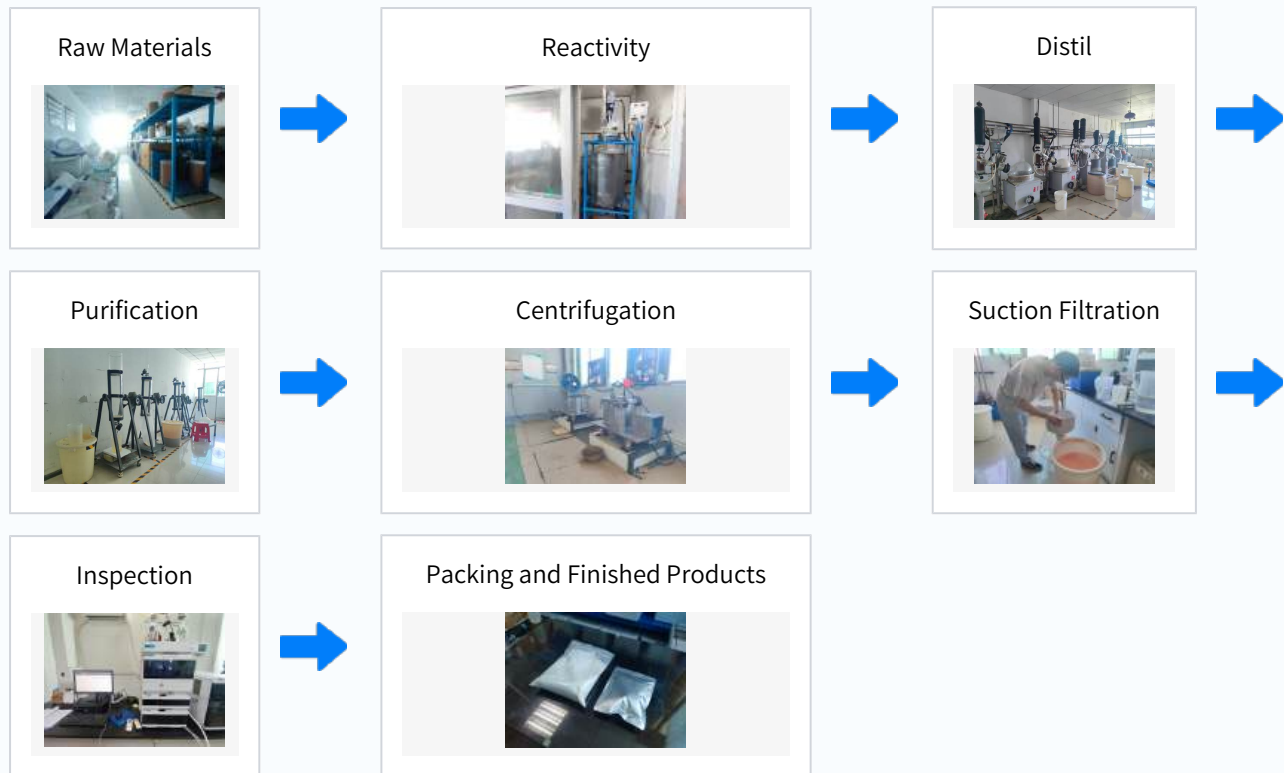 Raw Materials
Reactivity
Distil
Purification
Centrifugation
Suction Filtration
Inspection
Packing and Finished Products